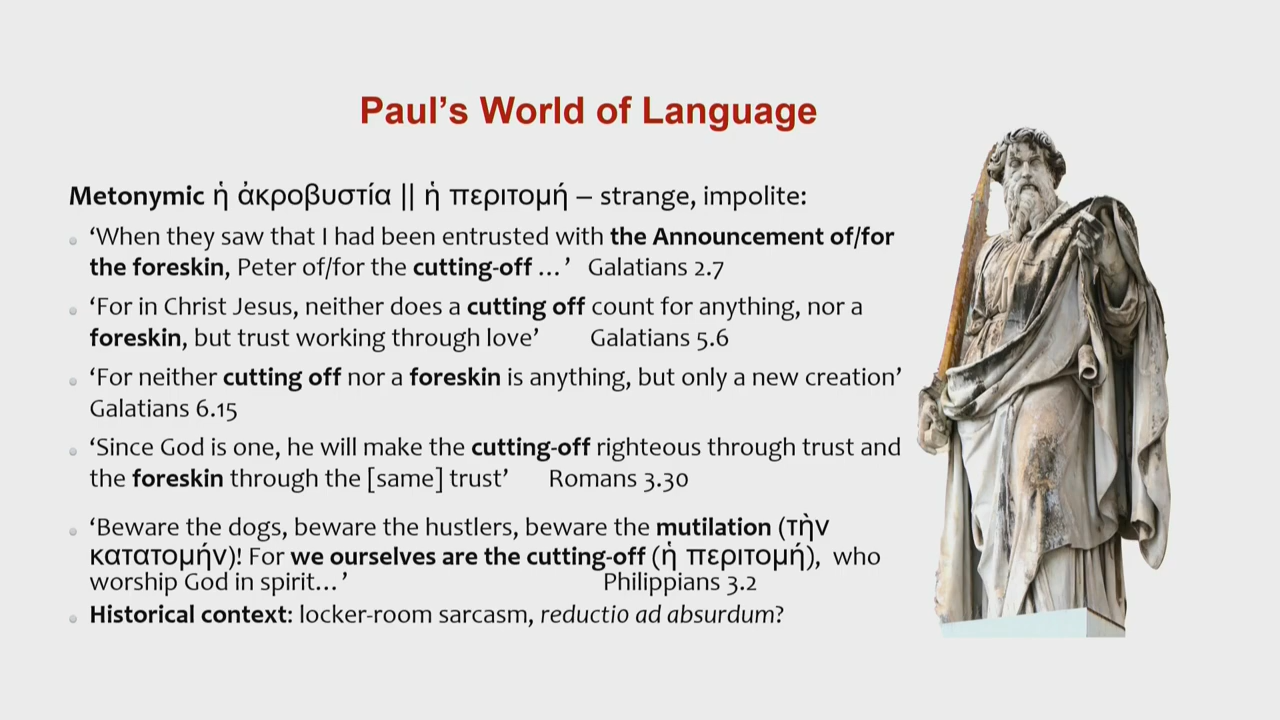 Paul’s World of Language
Metonymic ἡ ἀκροβυστία || ἡ περιτομή – strange, impolite:
‘When they saw that I had been entrusted with the Announcement of/for
the foreskin, Peter of/for the cutting-off …’ Galatians 2.7
‘For in Christ Jesus, neither does a cutting off count for anything, nor a
foreskin, but trust working through love’ Galatians 5.6
‘For neither cutting off nor a foreskin is anything, but only a new creation’
Galatians 6.15
‘Since God is one, he will make the cutting-off righteous through trust and
the foreskin through the [same] trust’ Romans 3.30
‘Beware the dogs, beware the hustlers, beware the mutilation (τὴν
κατατομήν)! For we ourselves are the cutting-off (ἡ περιτομή), who
worship God in spirit…’ Philippians 3.2
Historical context: locker-room sarcasm, reductio ad absurdum?